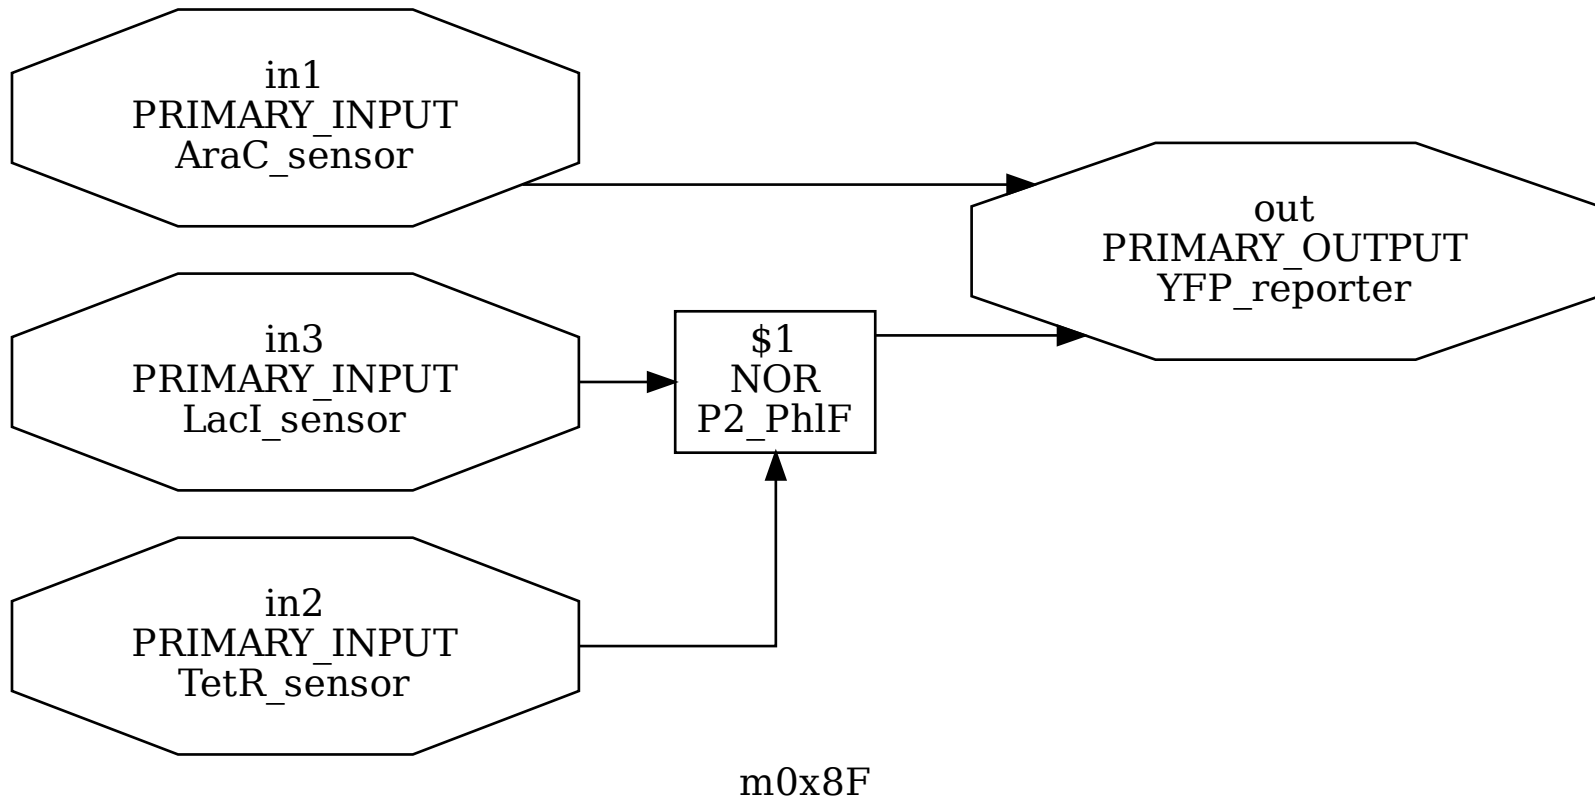 in1
PRIMARY_INPUT
AraC_sensor
out
PRIMARY_OUTPUT
YFP_reporter
in3
PRIMARY_INPUT
LacI_sensor
$1
NOR
P2_PhlF
in2
PRIMARY_INPUT
TetR_sensor
m0x8F